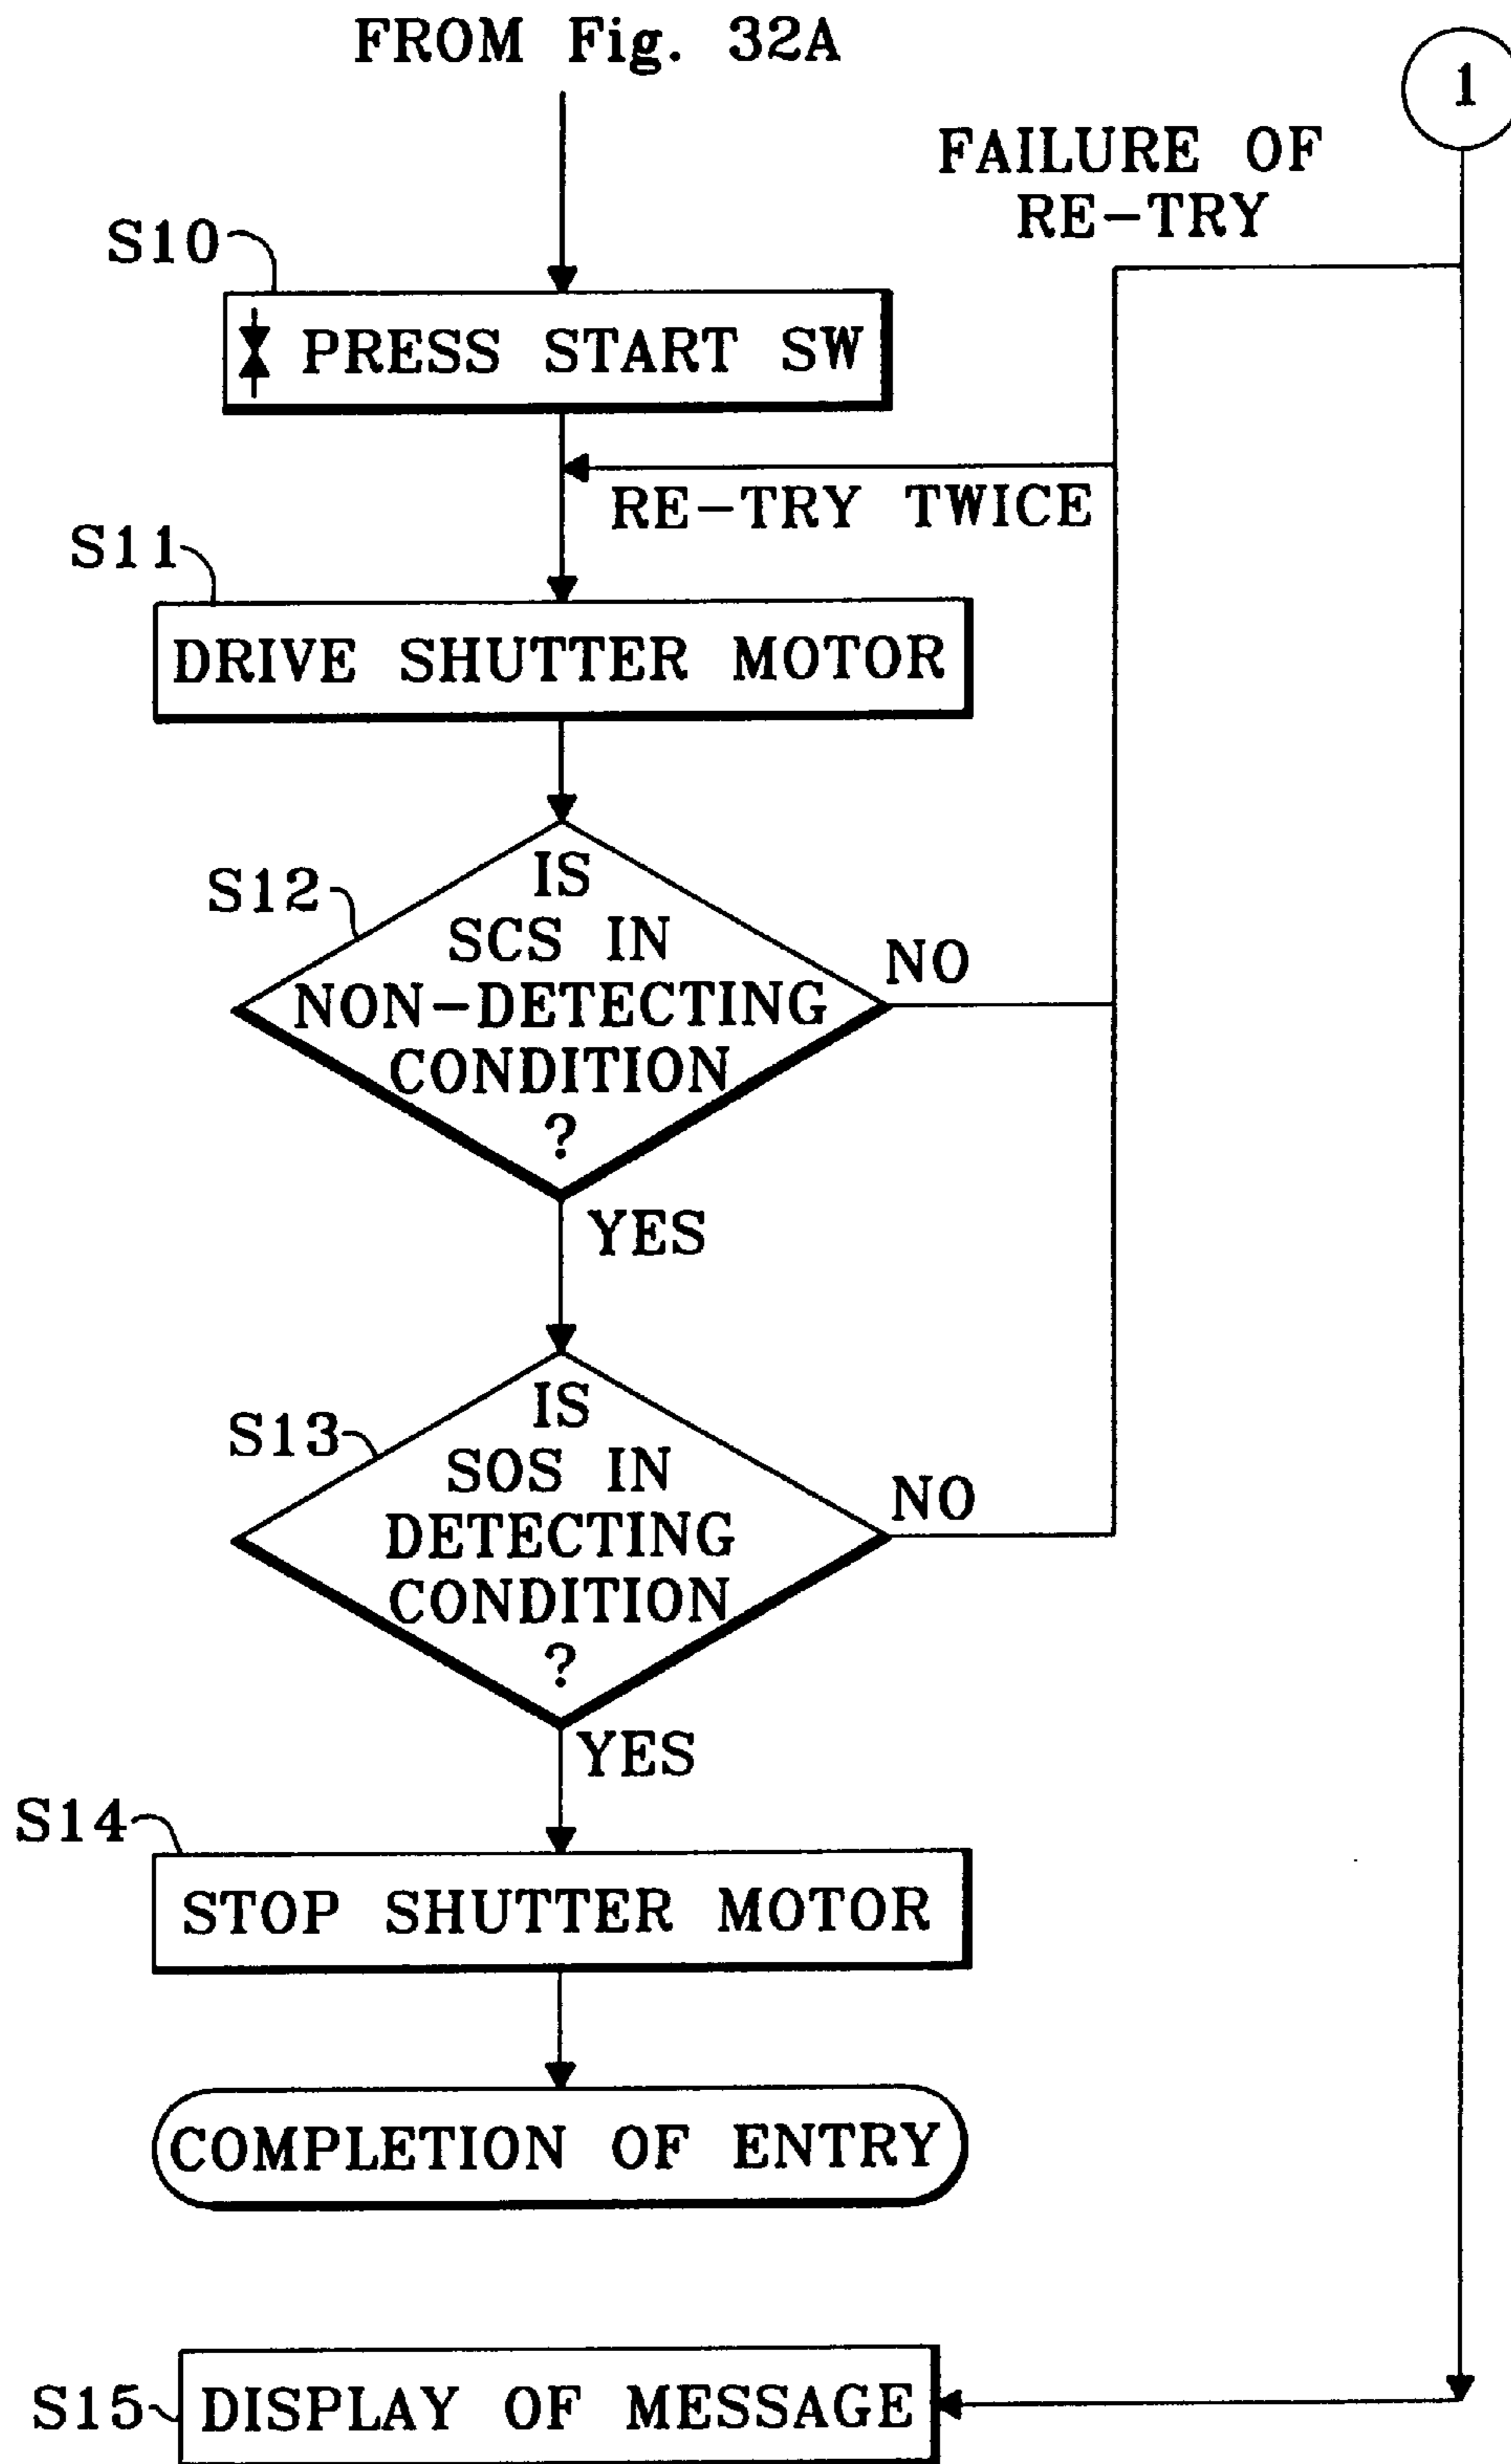 FROM Fig. 32A
1
FAILURE OF
RE-TRY
S10
PRESS START SW
RE-TRY TWICE
S11
DRIVE SHUTTER MOTOR
S12
IS
SCS IN
NON-DETECTING
CONDITION
?
NO
YES
S13
IS
SOS IN
DETECTING
CONDITION
?
NO
YES
S14
STOP SHUTTER MOTOR
COMPLETION OF ENTRY
S15
DISPLAY OF MESSAGE